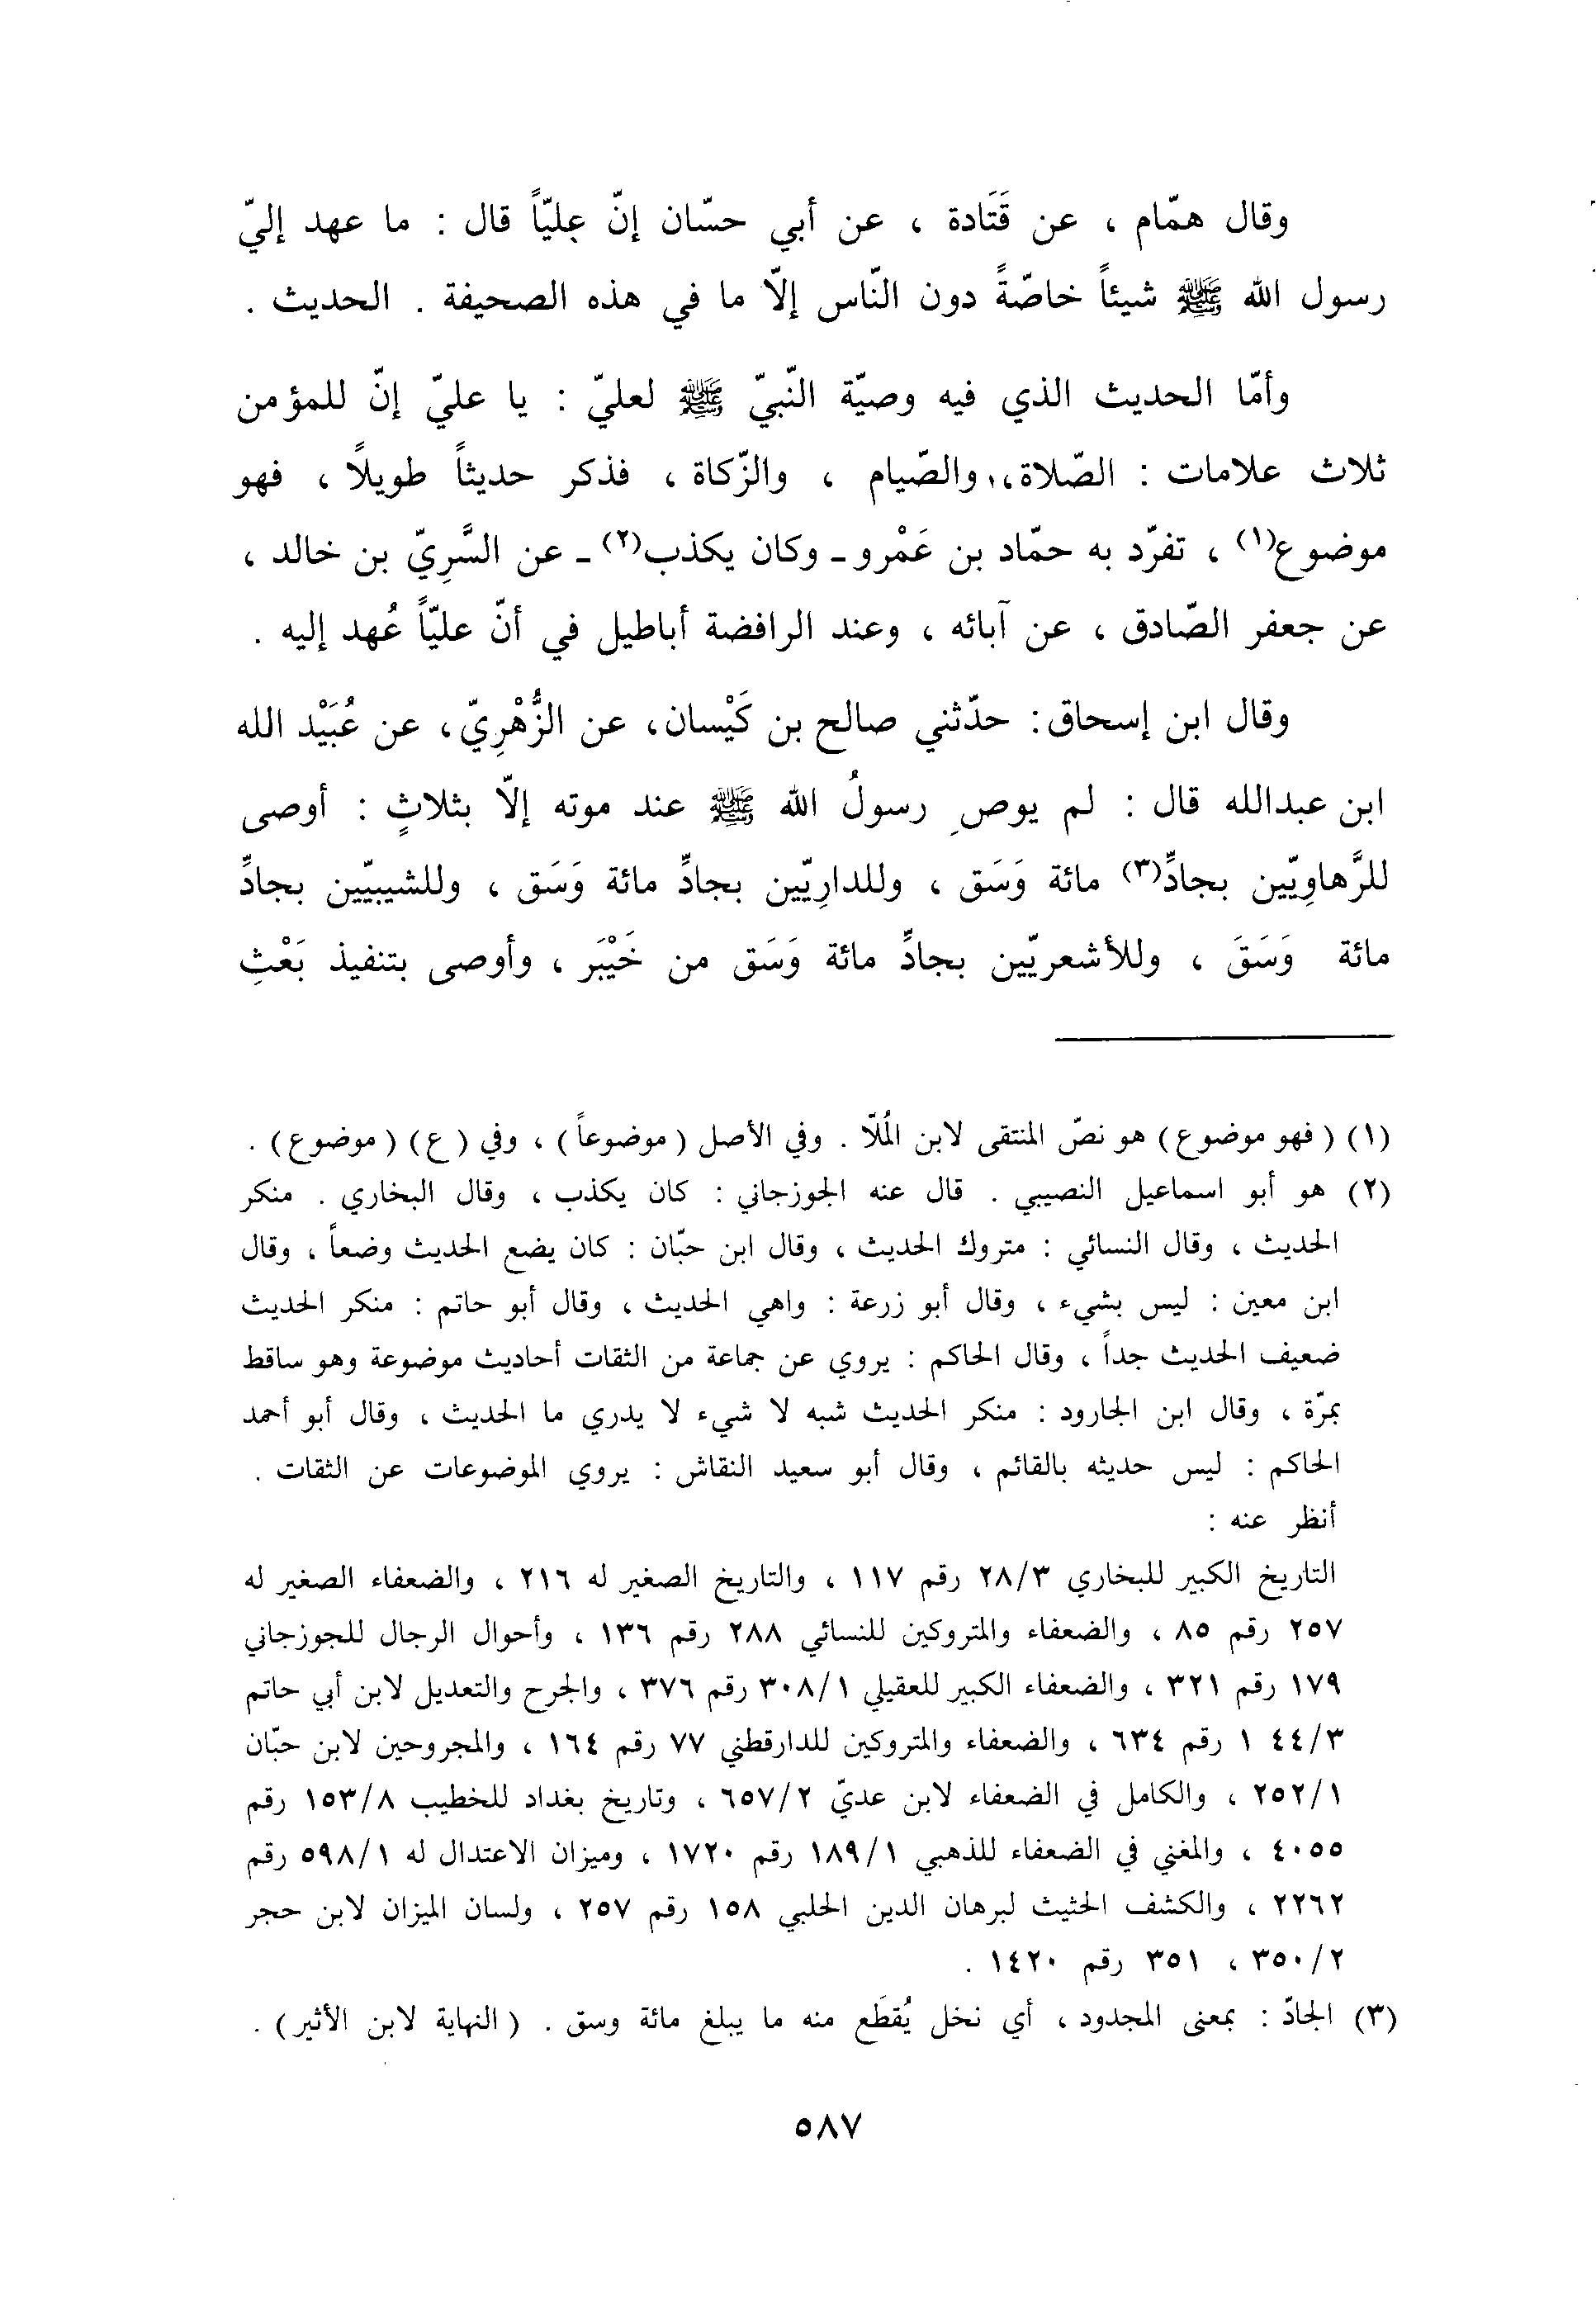 وقال همّام ، عن قَتَادة ، عن أبي حسّان إنّ عِليّاً قال : ما عهد إليّ
رسول الله ﷺ شيئاً خاصّةً دون النّاس إلّا ما في هذه الصحيفة . الحديث .
وأمّا الحديث الذي فيه وصيّة النّبيّ ﷺ لعليّ : يا عليّ إنّ للمؤمن
ثلاث علامات : الصّلاة ، والصّيام ، والزّكاة ، فذكر حديثاً طويلاً ، فهو
موضوع(١) ، تفرّد به حمّاد بن عَمْرو ـ وكان يكذب(٢) ـ عن السَّرِيّ بن خالد ،
عن جعفر الصّادق ، عن آبائه ، وعند الرافضة أباطيل في أنّ عليّاً عُهد إليه .
وقال ابن إسحاق : حدّثني صالح بن كَيْسان ، عن الزُّهْرِيّ ، عن عُبَيْد الله
ابن عبدالله قال : لم يوصِ رسولُ الله ﷺ عند موته إلّا بثلاثٍ : أوصى
للرَّهاوِيّين بجادِّ(٣) مائة وَسَق ، وللدارِيّين بجادِّ مائة وَسَق ، وللشيبيّين بجادِّ
مائة وَسَقَ ، وللأشعريّين بجادِّ مائة وَسَق من خَيْبَر ، وأوصى بتنفيذ بَعْثِ
(١) ( فهو موضوع ) هو نصّ المنتقى لابن المُلّا . وفي الأصل ( موضوعاً ) ، وفي ( ع ) ( موضوع ) .
(٢) هو أبو اسماعيل النصيبي . قال عنه الجوزجاني : كان يكذب ، وقال البخاري . منكر
الحديث ، وقال النسائي : متروك الحديث ، وقال ابن حبّان : كان يضع الحديث وضعاً ، وقال
ابن معين : ليس بشيء ، وقال أبو زرعة : واهي الحديث ، وقال أبو حاتم : منكر الحديث
ضعيف الحديث جداً ، وقال الحاكم : يروي عن جماعة من الثقات أحاديث موضوعة وهو ساقط
بمرّة ، وقال ابن الجارود : منكر الحديث شبه لا شيء لا يدري ما الحديث ، وقال أبو أحمد
الحاكم : ليس حديثه بالقائم ، وقال أبو سعيد النقاش : يروي الموضوعات عن الثقات .
أنظر عنه :
التاريخ الكبير للبخاري ٢٨/٣ رقم ١١٧ ، والتاريخ الصغير له ٢١٦ ، والضعفاء الصغير له
٢٥٧ رقم ٨٥ ، والضعفاء والمتروكين للنسائي ٢٨٨ رقم ١٣٦ ، وأحوال الرجال للجوزجاني
١٧٩ رقم ٣٢١ ، والضعفاء الكبير للعقيلي ٣٠٨/١ رقم ٣٧٦ ، والجرح والتعديل لابن أبي حاتم
٤٤/٣ ١ رقم ٦٣٤ ، والضعفاء والمتروكين للدارقطني ٧٧ رقم ١٦٤ ، والمجروحين لابن حبّان
٢٥٢/١ ، والكامل في الضعفاء لابن عديّ ٦٥٧/٢ ، وتاريخ بغداد للخطيب ١٥٣/٨ رقم
٤٠٥٥ ، والمغني في الضعفاء للذهبي ١٨٩/١ رقم ١٧٢٠ ، وميزان الاعتدال له ٥٩٨/١ رقم
٢٢٦٢ ، والكشف الحثيث لبرهان الدين الحلبي ١٥٨ رقم ٢٥٧ ، ولسان الميزان لابن حجر
٣٥٠/٢ ، ٣٥١ رقم ١٤٢٠ .
(٣) الجادّ : بمعنى المجدود ، أي نخل يُقطَع منه ما يبلغ مائة وسق . ( النهاية لابن الأثير ) .
٥٨٧